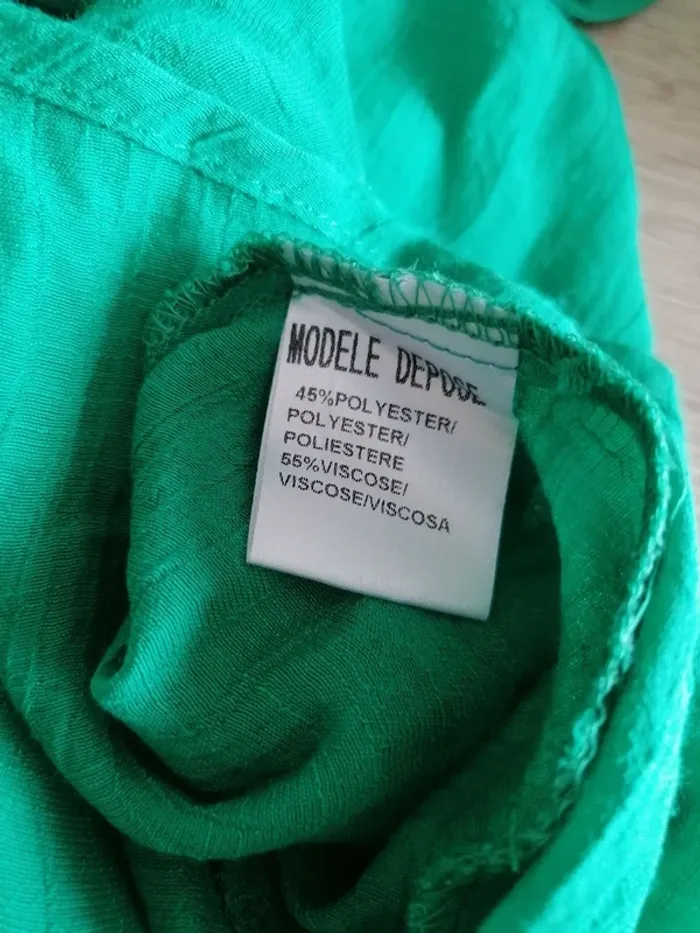 MODELE DEPOSE
45%POLYESTER/
POLYESTER/
POLIESTERE
55%VISCOSE/
VISCOSE/VISCOSA